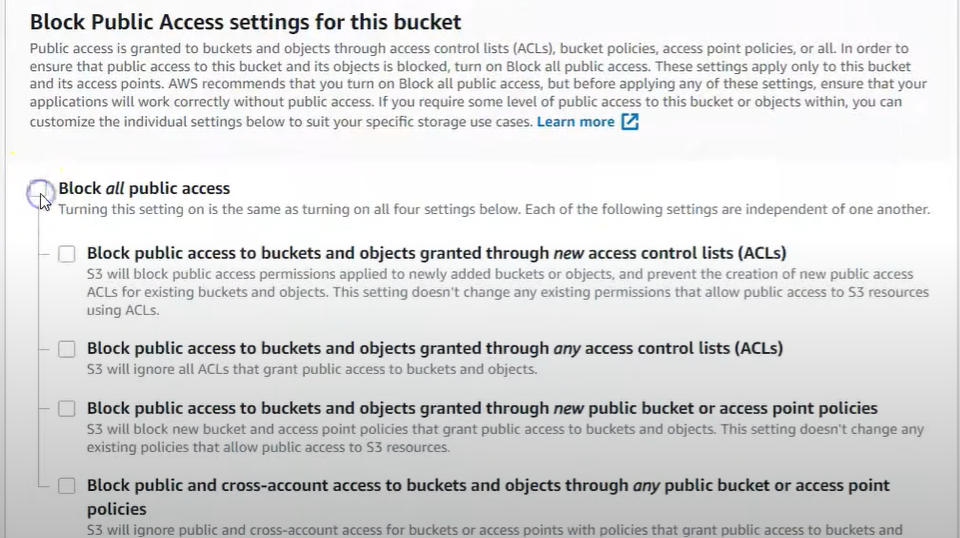 Block Public Access settings for this bucket
Public access is granted to buckets and objects through access control lists (ACLs), bucket policies, access point policies, or all. In order to
ensure that public access to this bucket and its objects is blocked, turn on Block all public access. These settings apply only to this bucket
and its access points. AWS recommends that you turn on Block all public access, but before applying any of these settings, ensure that your
applications will work correctly without public access. If you require some level of public access to this bucket or objects within, you can
customize the individual settings below to suit your specific storage use cases. Learn more
Block all public access
Turning this setting on is the same as turning on all four settings below. Each of the following settings are independent of one another.
Block public access to buckets and objects granted through new access control lists (ACLs)
S3 will block public access permissions applied to newly added buckets or objects, and prevent the creation of new public access
ACLs for existing buckets and objects. This setting doesn't change any existing permissions that allow public access to S3 resources
using ACLs.
Block public access to buckets and objects granted through any access control lists (ACLs)
S3 will ignore all ACLs that grant public access to buckets and objects.
Block public access to buckets and objects granted through new public bucket or access point policies
S3 will block new bucket and access point policies that grant public access to buckets and objects. This setting doesn't change any
existing policies that allow public access to S3 resources.
Block public and cross-account access to buckets and objects through any public bucket or access point
policies
S3 will ignore public and cross-account access for buckets or access points with policies that grant public access to buckets and